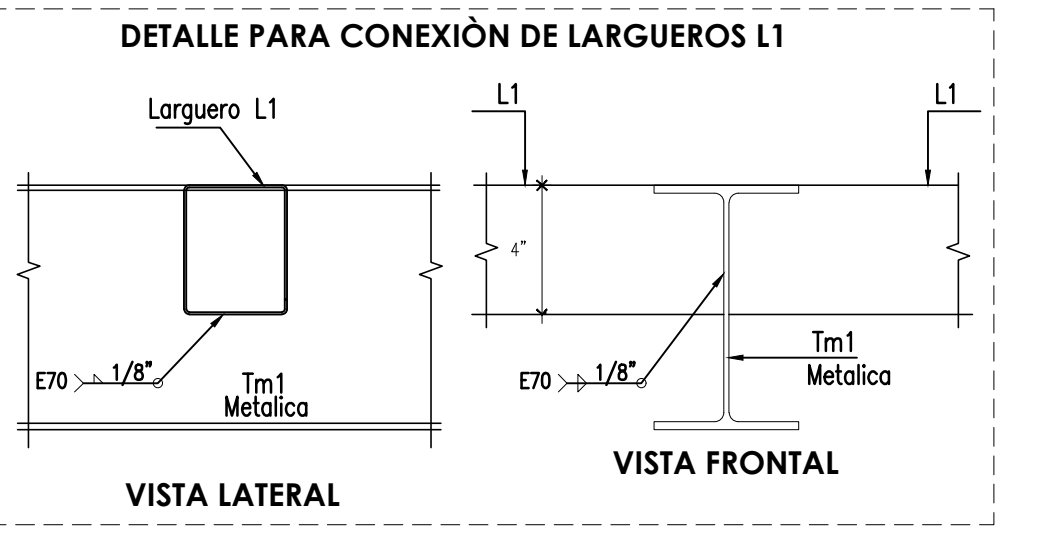 DETALLE PARA CONEXIÒN DE LARGUEROS L1
Larguero L1
E70
1/8"
Tm1
Metalica
VISTA LATERAL
L1
L1
4"
E70
1/8"
Tm1
Metalica
VISTA FRONTAL